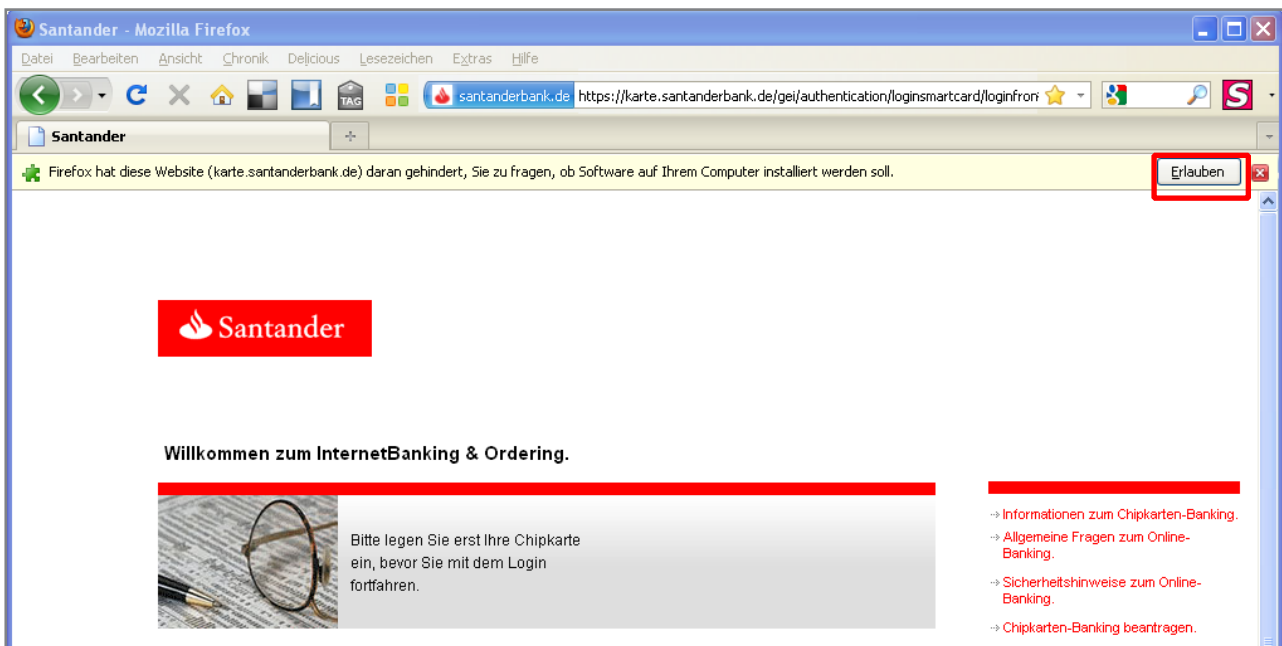 Santander - Mozilla Firefox
Datei Bearbeiten Ansicht Chronik Delicious Lesezeichen Extras Hilfe
TAG santanderbank.de https://karte.santanderbank.de/gei/authentication/loginsmartcard/loginfron S
Santander
Firefox hat diese Website (karte.santanderbank.de) daran gehindert, Sie zu fragen, ob Software auf Ihrem Computer installiert werden soll. Erlauben
Santander
Willkommen zum InternetBanking & Ordering.
Bitte legen Sie erst Ihre Chipkarte
ein, bevor Sie mit dem Login
fortfahren.
Informationen zum Chipkarten-Banking.
Allgemeine Fragen zum Online-
Banking.
Sicherheitshinweise zum Online-
Banking.
Chipkarten-Banking beantragen.